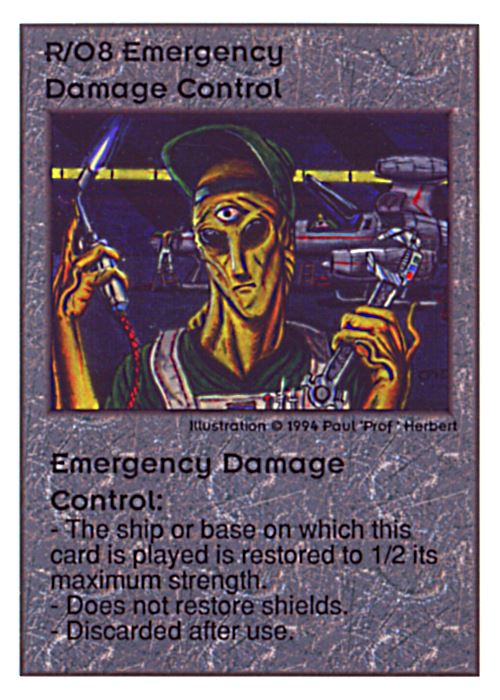 R/O8 Emergency
Damage Control
Illustration © 1994 Paul "Prof" Herbert
Emergency Damage
Control:
- The ship or base on which this
card is played is restored to 1/2 its
maximum strength.
- Does not restore shields.
- Discarded after use.